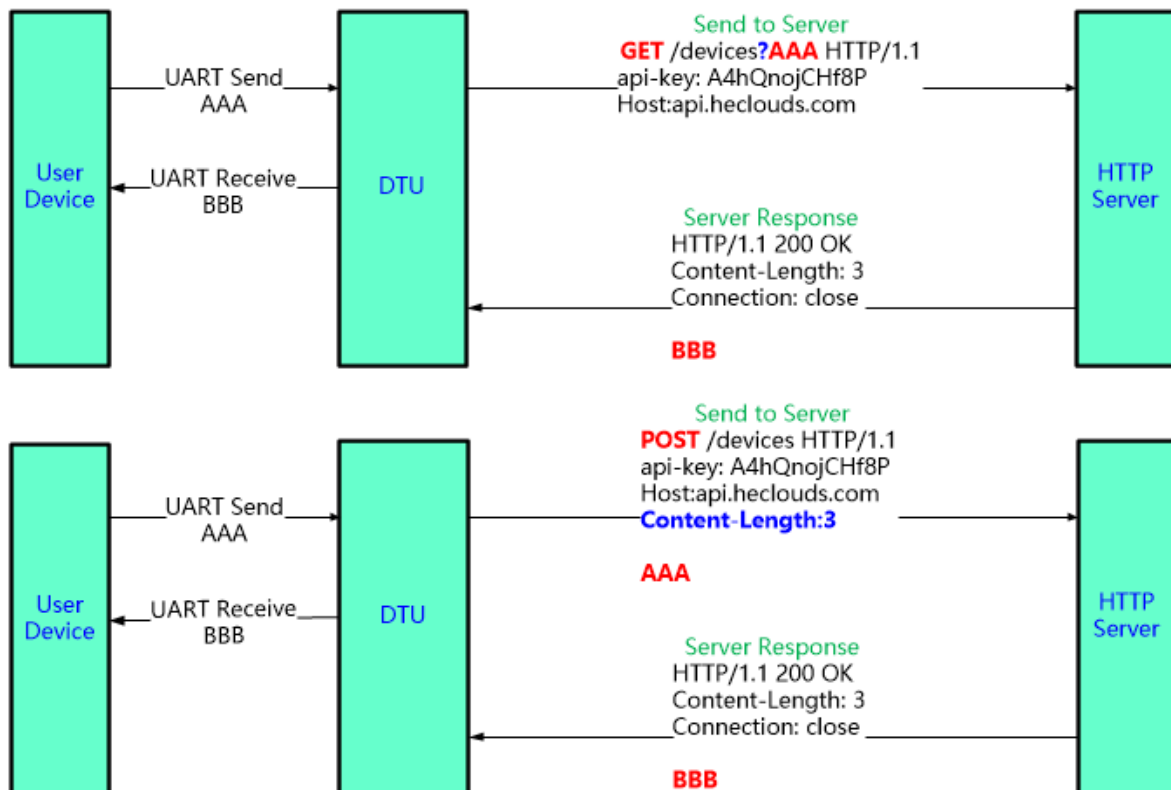 Send to Server
GET /devices?AAA HTTP/1.1
api-key: A4hQnojCHf8P
Host:api.heclouds.com
UART Send
AAA
User
Device
UART Receive
BBB
DTU
HTTP
Server
Server Response
HTTP/1.1 200 OK
Content-Length: 3
Connection: close
BBB
Send to Server
POST /devices HTTP/1.1
api-key: A4hQnojCHf8P
Host:api.heclouds.com
Content-Length:3
AAA
UART Send
AAA
User
Device
UART Receive
BBB
DTU
HTTP
Server
Server Response
HTTP/1.1 200 OK
Content-Length: 3
Connection: close
BBB